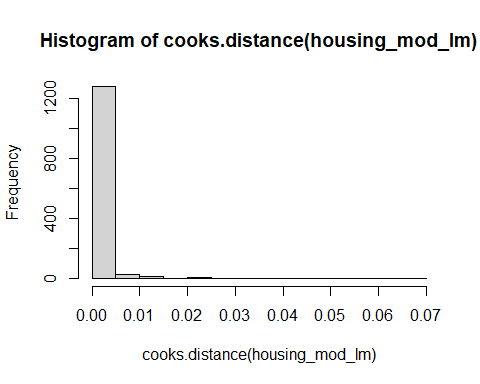 Histogram of cooks.distance(housing_mod_lm)
Frequency
1200
800
400
0
0.00 0.01 0.02 0.03 0.04 0.05 0.06 0.07
cooks.distance(housing_mod_lm)